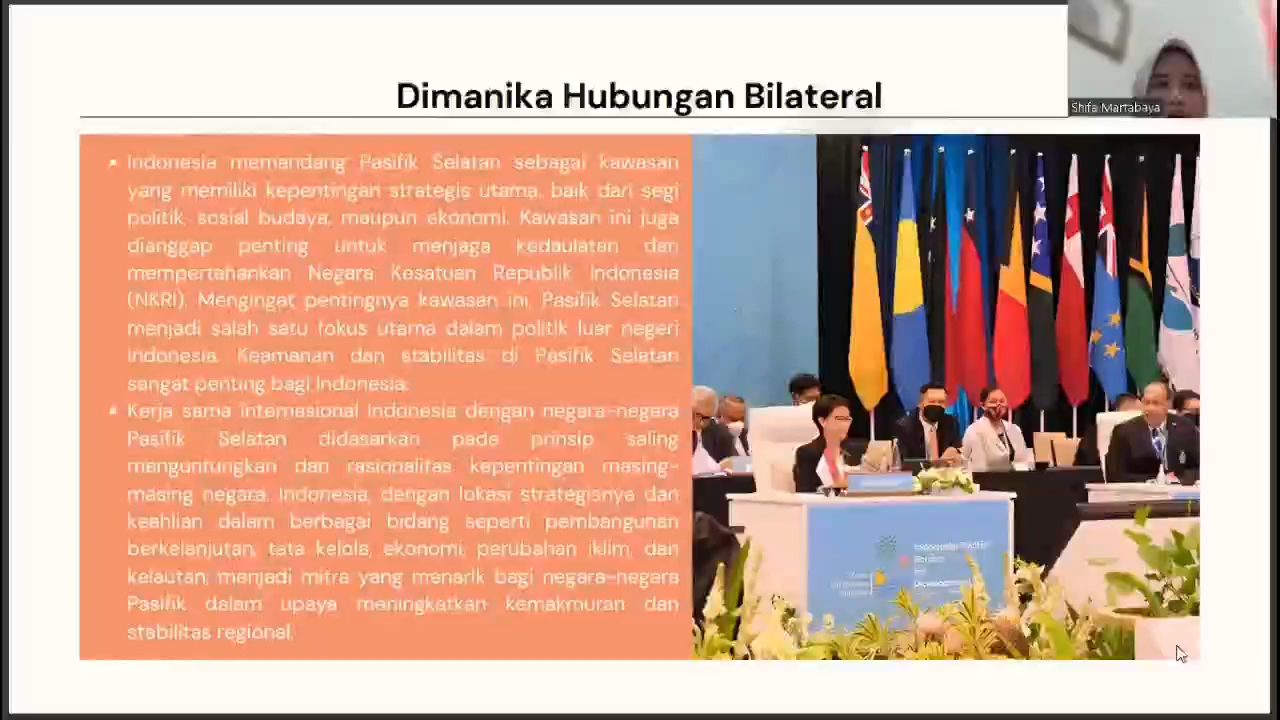 Dimanika Hubungan Bilateral
Shifa Martabaya
Indonesia memandang Pasifik Selatan sebagai kawasan
yang memiliki kepentingan strategis utama, baik dari segi
politik, sosial budaya, maupun ekonomi. Kawasan ini juga
dianggap penting untuk menjaga kedaulatan dan
mempertahankan Negara Kesatuan Republik Indonesia
(NKRI). Mengingat pentingnya kawasan ini, Pasifik Selatan
menjadi salah satu fokus utama dalam politik luar negeri
Indonesia. Keamanan dan stabilitas di Pasifik Selatan
sangat penting bagi Indonesia.
Kerja sama internasional Indonesia dengan negara-negara
Pasifik Selatan didasarkan pada prinsip saling
menguntungkan dan rasionalitas kepentingan masing-
masing negara. Indonesia, dengan lokasi strategisnya dan
keahlian dalam berbagai bidang seperti pembangunan
berkelanjutan, tata kelola, ekonomi, perubahan iklim, dan
kelautan, menjadi mitra yang menarik bagi negara-negara
Pasifik dalam upaya meningkatkan kemakmuran dan
stabilitas regional.